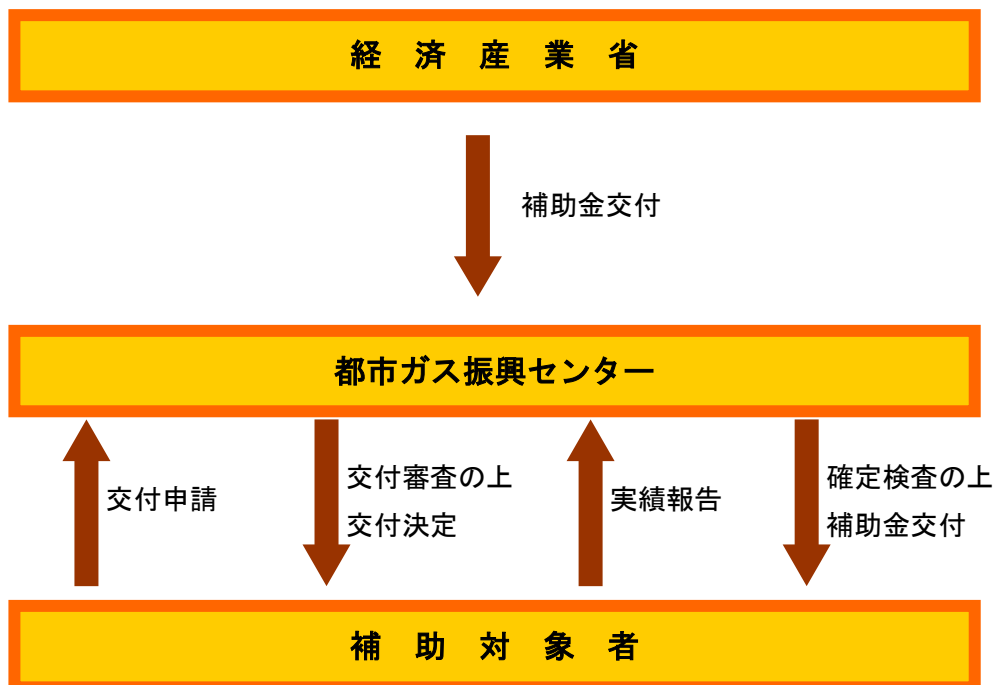 経済産業省
補助金交付
都市ガス振興センター
交付申請
交付審査の上
交付決定
実績報告
確定検査の上
補助金交付
補助対象者